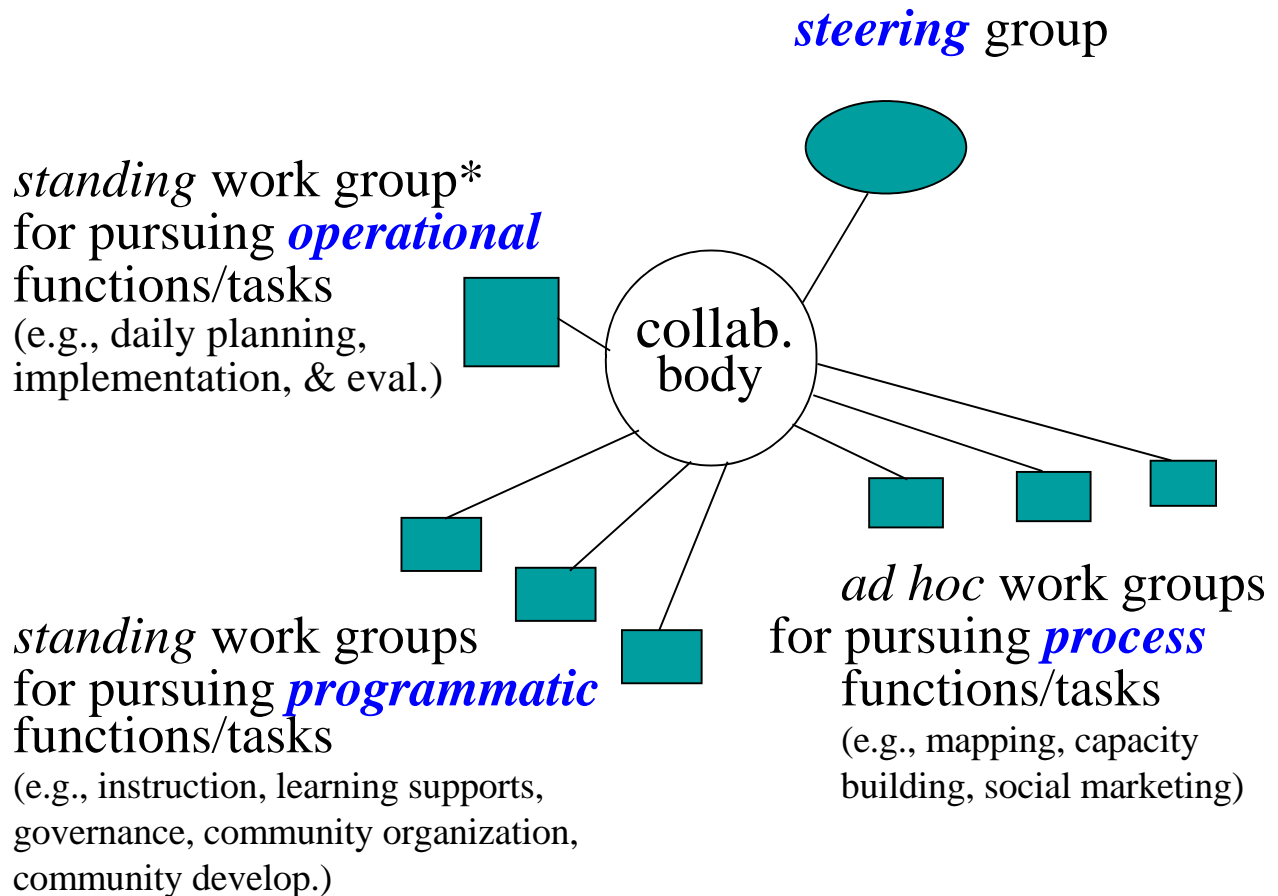 steering group
standing work group*
for pursuing operational
functions/tasks
(e.g., daily planning,
implementation, & eval.)
collab.
body
standing work groups
for pursuing programmatic
functions/tasks
(e.g., instruction, learning supports,
governance, community organization,
community develop.)
ad hoc work groups
for pursuing process
functions/tasks
(e.g., mapping, capacity
building, social marketing)